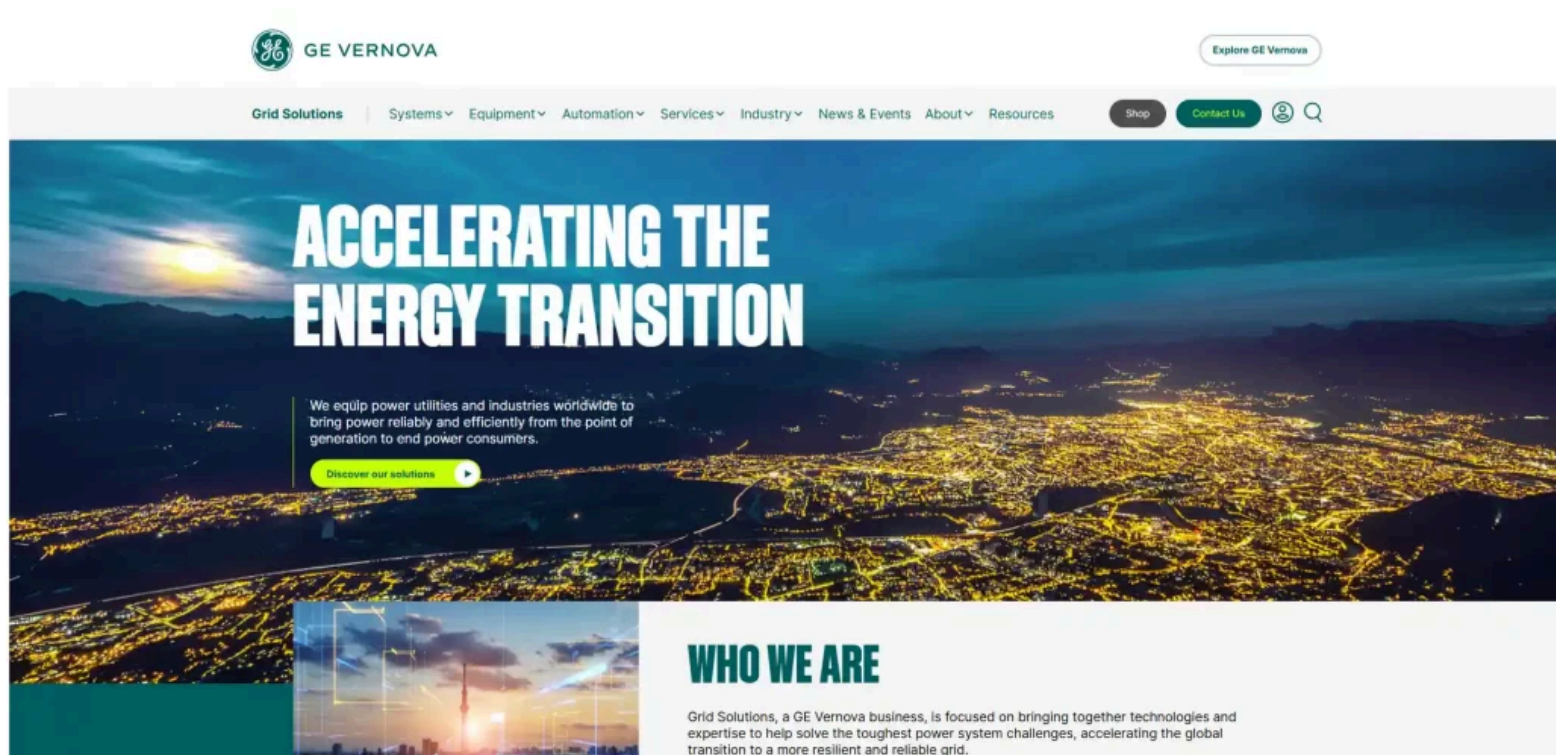 GE VERNOVA
Explore GE Vernova
Grid Solutions Systems Equipment Automation Services Industry News & Events About Resources Shop Contact Us
ACCELERATING THE
ENERGY TRANSITION
We equip power utilities and industries worldwide to
bring power reliably and efficiently from the point of
generation to end power consumers.
Discover our solutions
WHO WE ARE
Grid Solutions, a GE Vernova business, is focused on bringing together technologies and
expertise to help solve the toughest power system challenges, accelerating the global
transition to a more resilient and reliable grid.